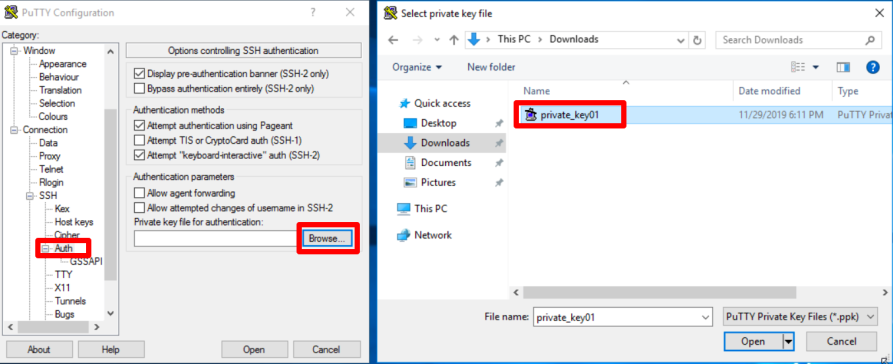 PuTTY Configuration
Category:
Window
Appearance
Behaviour
Translation
Selection
Colours
Connection
Data
Proxy
Telnet
Rlogin
SSH
Kex
Host keys
Cipher
Auth
GSSAPI
TTY
X11
Tunnels
Bugs
Options controlling SSH authentication
Display pre-authentication banner (SSH-2 only)
Bypass authentication entirely (SSH-2 only)
Authentication methods
Attempt authentication using Pageant
Attempt TIS or CryptoCard auth (SSH-1)
Attempt "keyboard-interactive" auth (SSH-2)
Authentication parameters
Allow agent forwarding
Allow attempted changes of username in SSH-2
Private key file for authentication:
Browse...
About Help Open Cancel
Select private key file
This PC > Downloads
Search Downloads
Organize New folder
Name Date modified Type
Quick access
Desktop
Downloads
Documents
Pictures
This PC
Network
private_key01 11/29/2019 6:11 PM PuTTY Privat
File name: private_key01 PuTTY Private Key Files (*.ppk)
Open Cancel